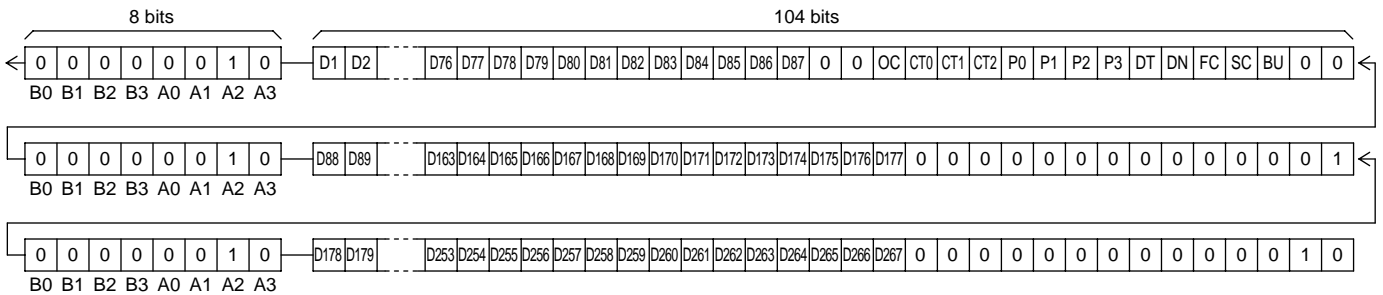 8 bits 104 bits
0 0 0 0 0 0 1 0 D1 D2 D76 D77 D78 D79 D80 D81 D82 D83 D84 D85 D86 D87 0 0 OC CT0 CT1 CT2 P0 P1 P2 P3 DT DN FC SC BU 0 0
B0 B1 B2 B3 A0 A1 A2 A3
0 0 0 0 0 0 1 0 D88 D89 D163 D164 D165 D166 D167 D168 D169 D170 D171 D172 D173 D174 D175 D176 D177 0 0 0 0 0 0 0 0 0 0 0 0 0 1
B0 B1 B2 B3 A0 A1 A2 A3
0 0 0 0 0 0 1 0 D178 D179 D253 D254 D255 D256 D257 D258 D259 D260 D261 D262 D263 D264 D265 D266 D267 0 0 0 0 0 0 0 0 0 0 0 0 1 0
B0 B1 B2 B3 A0 A1 A2 A3